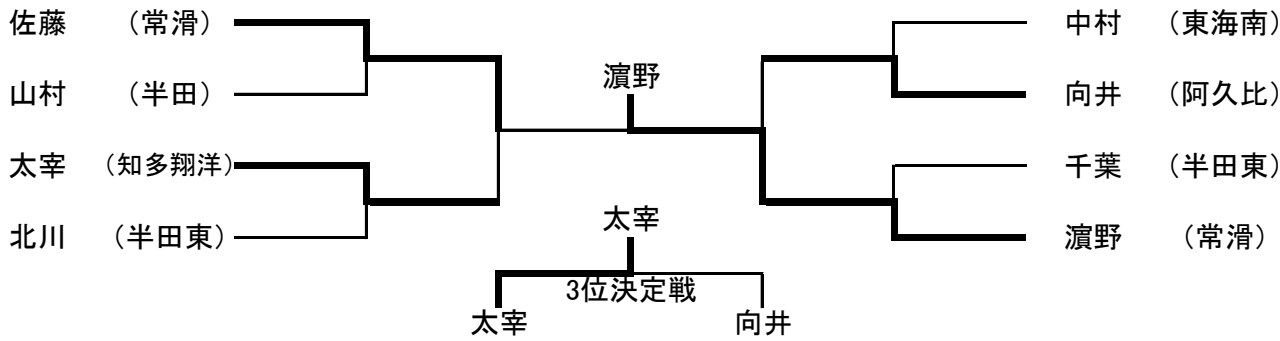 佐藤 （常滑） 中村 （東海南）
濵野
山村 （半田） 向井 （阿久比）
太宰 （知多翔洋） 千葉 （半田東）
太宰
北川 （半田東） 濵野 （常滑）
3位決定戦
太宰 向井